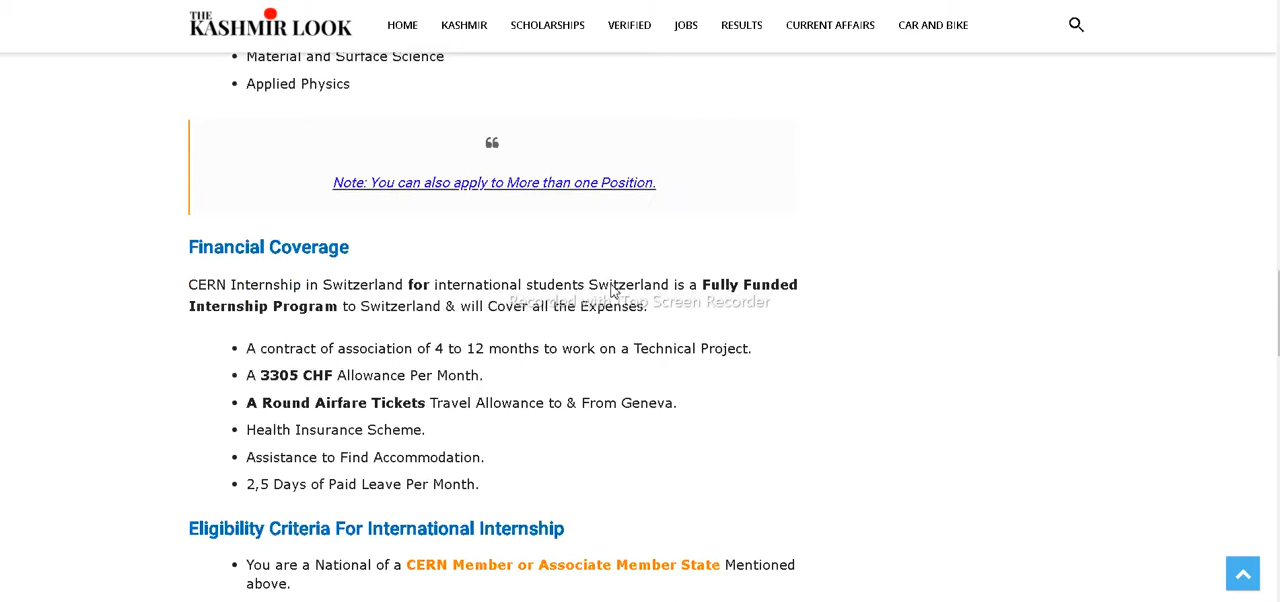 THE
KASHMIR LOOK
HOME KASHMIR SCHOLARSHIPS VERIFIED JOBS RESULTS CURRENT AFFAIRS CAR AND BIKE
• Material and Surface Science
• Applied Physics
❝
Note: You can also apply to More than one Position.
Financial Coverage
CERN Internship in Switzerland for international students Switzerland is a Fully Funded
Internship Program to Switzerland & will Cover all the Expenses.
Recorded with iTop Screen Recorder
• A contract of association of 4 to 12 months to work on a Technical Project.
• A 3305 CHF Allowance Per Month.
• A Round Airfare Tickets Travel Allowance to & From Geneva.
• Health Insurance Scheme.
• Assistance to Find Accommodation.
• 2,5 Days of Paid Leave Per Month.
Eligibility Criteria For International Internship
• You are a National of a CERN Member or Associate Member State Mentioned
above.